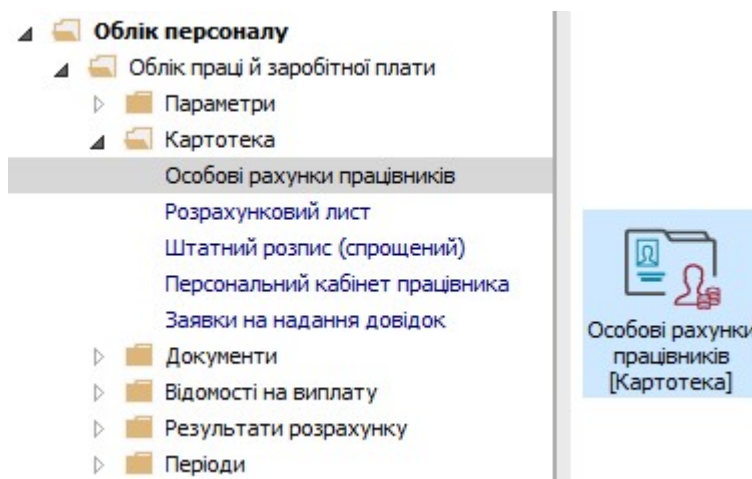 Облік персоналу
Облік праці й заробітної плати
Параметри
Картотека
Особові рахунки працівників
Розрахунковий лист
Штатний розпис (спрощений)
Персональний кабінет працівника
Заявки на надання довідок
Документи
Відомості на виплату
Результати розрахунку
Періоди
Особові рахунки
працівників
[Картотека]